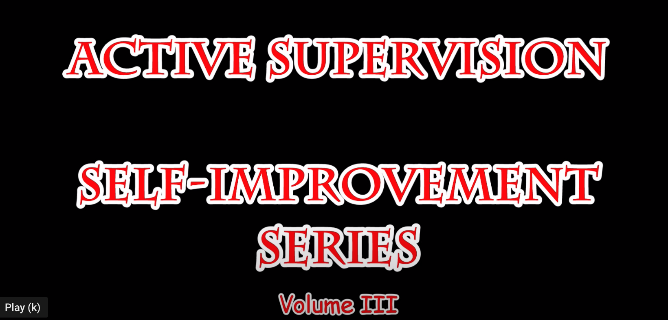 ACTIVE SUPERVISION
SELF-IMPROVEMENT
SERIES
Volume III
Play (k)